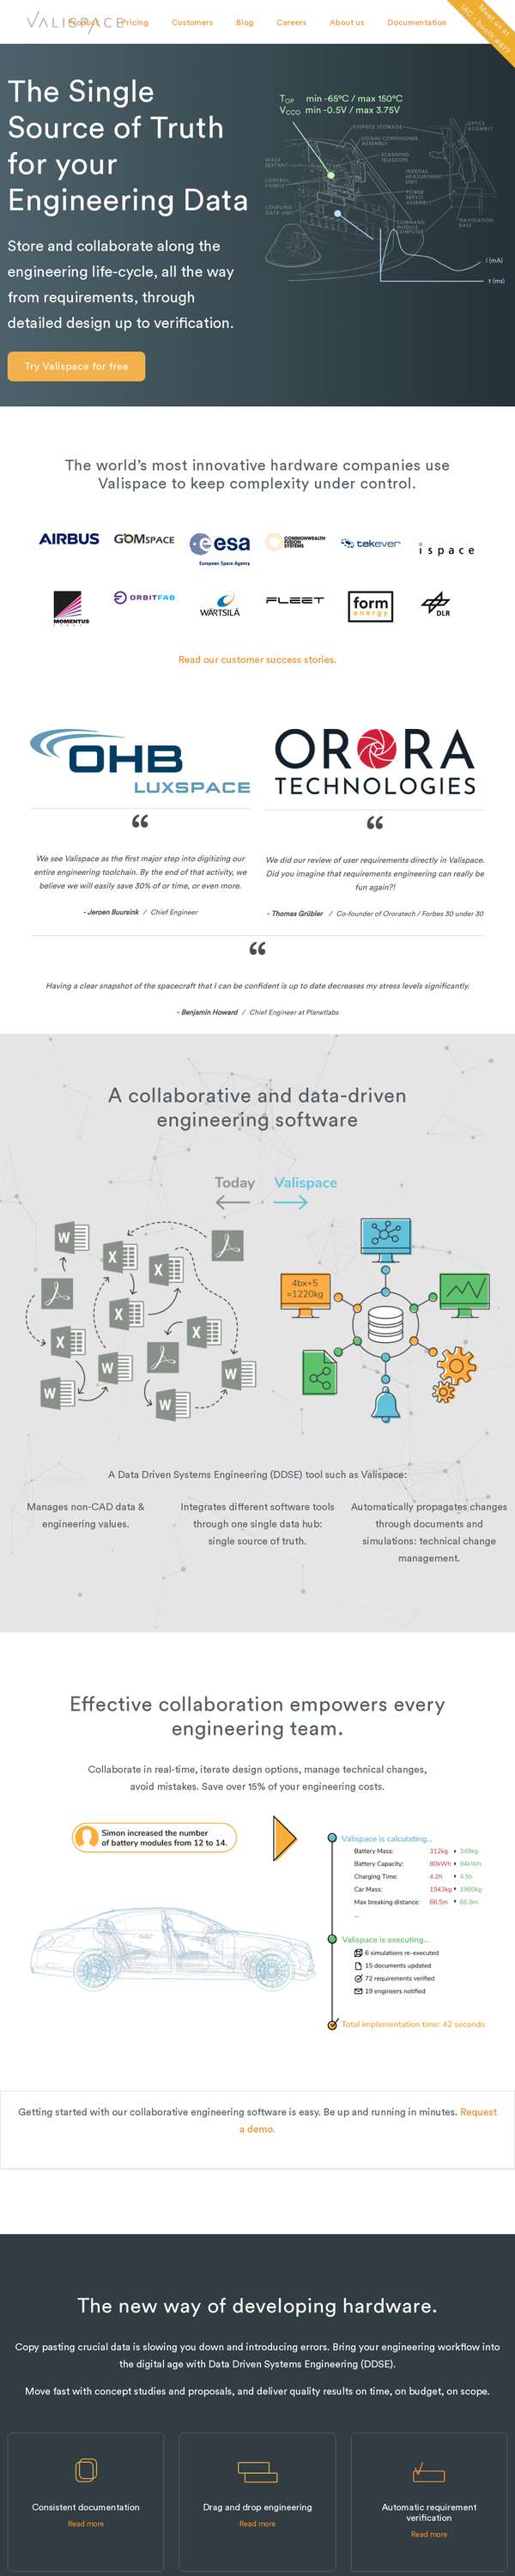 VALISPACE
Product Pricing Customers Blog Careers About us Documentation
Meet us at
IAC - booth #677
The Single
Source of Truth
for your
Engineering Data
Store and collaborate along the
engineering life-cycle, all the way
from requirements, through
detailed design up to verification.
Try Valispace for free
TOP min -65°C / max 150°C
VCCO min -0.5V / max 3.75V
EYEPIECE STOWAGE
OPTICS
ASSEMBLY
SIGNAL CONDITIONER
ASSEMBLY
SCANNING
TELESCOPE
SPACE
SEXTANT
INERTIAL
MEASUREMENT
UNIT
CONTROL
PANELS
POWER
SERVO
ASSEMBLY
COUPLING
DATA UNIT
COMMAND
MODULE
COMPUTER
NAVIGATION
BASE
I (mA)
t (ms)
The world's most innovative hardware companies use
Valispace to keep complexity under control.
AIRBUS GOMSPACE esa COMMONWEALTH FUSION SYSTEMS tekever ispace
European Space Agency
MOMENTUS ORBITFAB WÄRTSILÄ FLEET form energy DLR
Read our customer success stories.
OHB
LUXSPACE
ORORA
TECHNOLOGIES
“
We see Valispace as the first major step into digitizing our
entire engineering toolchain. By the end of that activity, we
believe we will easily save 30% of or time, or even more.
- Jeroen Buursink / Chief Engineer
“
We did our review of user requirements directly in Valispace.
Did you imagine that requirements engineering can really be
fun again?!
- Thomas Grübler / Co-founder of Ororatech / Forbes 30 under 30
“
Having a clear snapshot of the spacecraft that I can be confident is up to date decreases my stress levels significantly.
- Benjamin Howard / Chief Engineer at Planetlabs
A collaborative and data-driven
engineering software
Today Valispace
W
X
X
X
X
X
W
W
W
W
4bx+5
=1220kg
A Data Driven Systems Engineering (DDSE) tool such as Valispace:
Manages non-CAD data &
engineering values.
Integrates different software tools
through one single data hub:
single source of truth.
Automatically propagates changes
through documents and
simulations: technical change
management.
Effective collaboration empowers every
engineering team.
Collaborate in real-time, iterate design options, manage technical changes,
avoid mistakes. Save over 15% of your engineering costs.
Simon increased the number
of battery modules from 12 to 14.
Valispace is calculating...
Battery Mass: 312kg 349kg
Battery Capacity: 80kWh 94kWh
Charging Time: 4.2h 4.5h
Car Mass: 1943kg 1980kg
Max breaking distance: 66.5m 66.9m
...
Valispace is executing...
6 simulations re-executed
15 documents updated
72 requirements verified
19 engineers notified
Total implementation time: 42 seconds
Getting started with our collaborative engineering software is easy. Be up and running in minutes. Request
a demo.
The new way of developing hardware.
Copy pasting crucial data is slowing you down and introducing errors. Bring your engineering workflow into
the digital age with Data Driven Systems Engineering (DDSE).
Move fast with concept studies and proposals, and deliver quality results on time, on budget, on scope.
Consistent documentation
Read more
Drag and drop engineering
Read more
Automatic requirement
verification
Read more